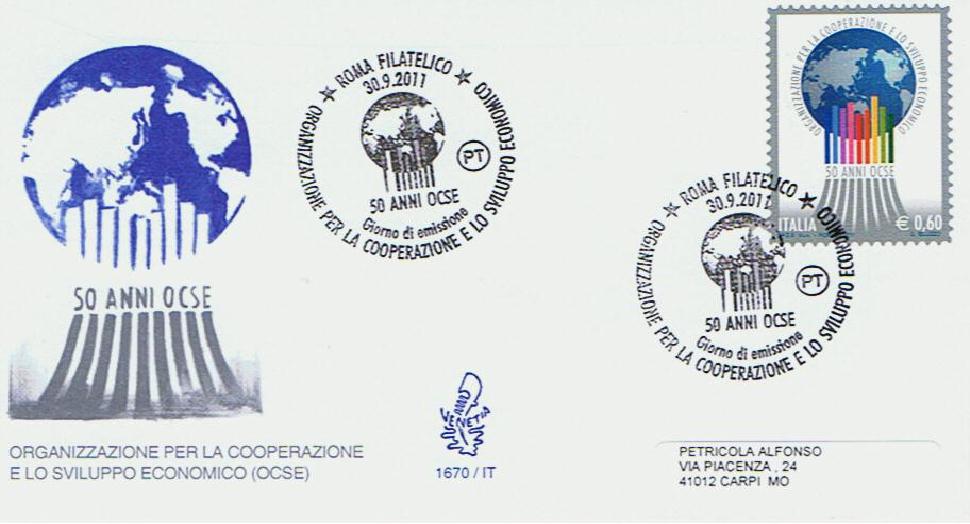 50 ANNI OCSE
ORGANIZZAZIONE PER LA COOPERAZIONE
E LO SVILUPPO ECONOMICO (OCSE)
ROMA FILATELICO
30.9.2011
ORGANIZZAZIONE PER LA COOPERAZIONE E LO SVILUPPO ECONOMICO
PT
50 ANNI OCSE
Giorno di emissione
VENETIA
1670 / IT
ORGANIZZAZIONE PER LA COOPERAZIONE E LO SVILUPPO ECONOMICO
50 ANNI OCSE
ITALIA € 0,60
ROMA FILATELICO
30.9.2011
ORGANIZZAZIONE PER LA COOPERAZIONE E LO SVILUPPO ECONOMICO
PT
50 ANNI OCSE
Giorno di emissione
PETRICOLA ALFONSO
VIA PIACENZA , 24
41012 CARPI MO